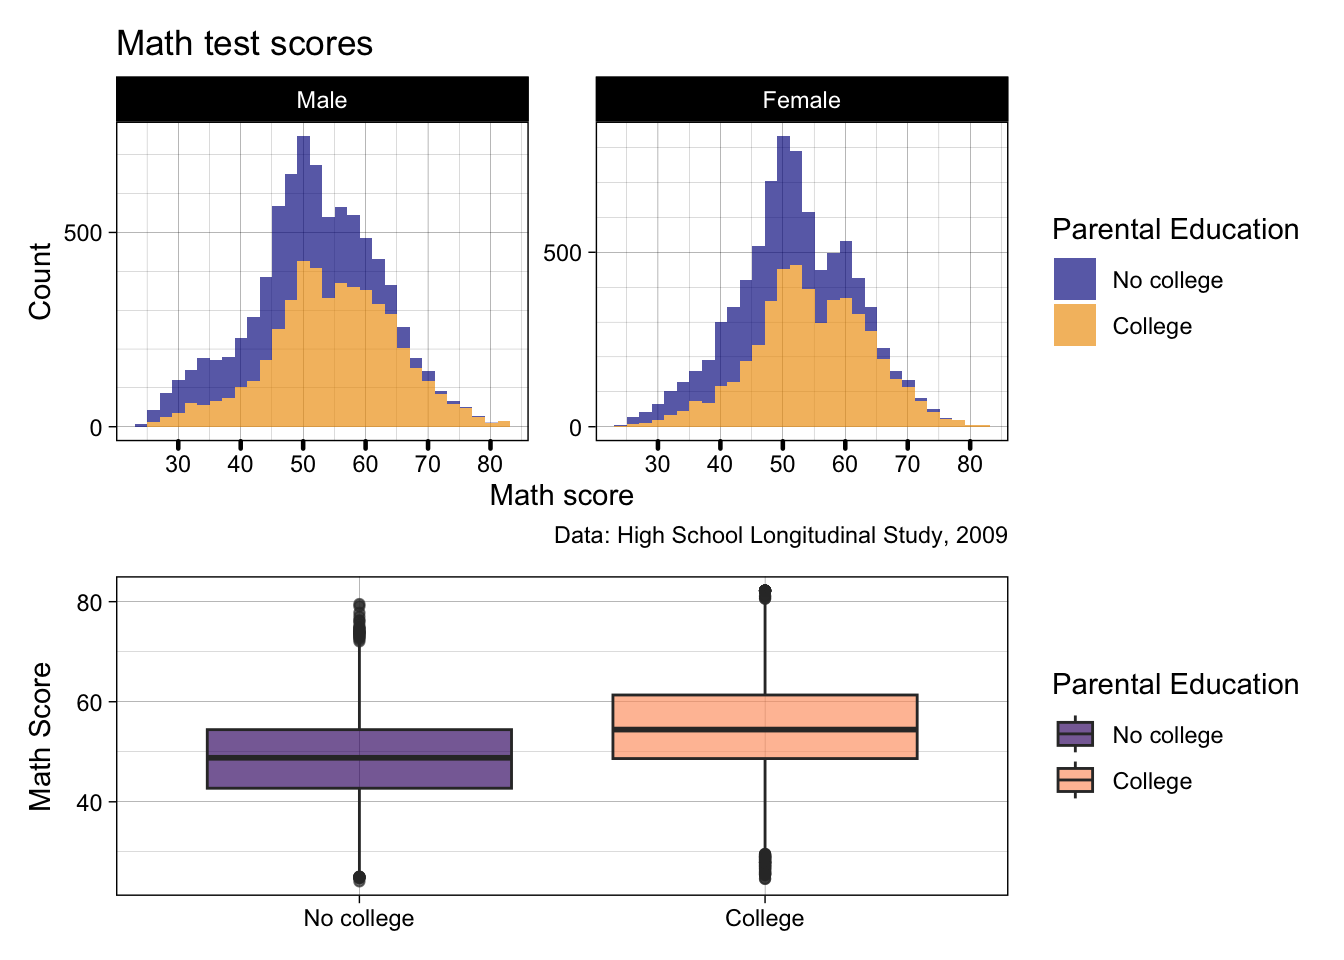 Math test scores
Male
Female
Count
500
0
500
0
30 40 50 60 70 80
30 40 50 60 70 80
Math score
Data: High School Longitudinal Study, 2009
Parental Education
No college
College
Math Score
80
60
40
No college
College
Parental Education
No college
College